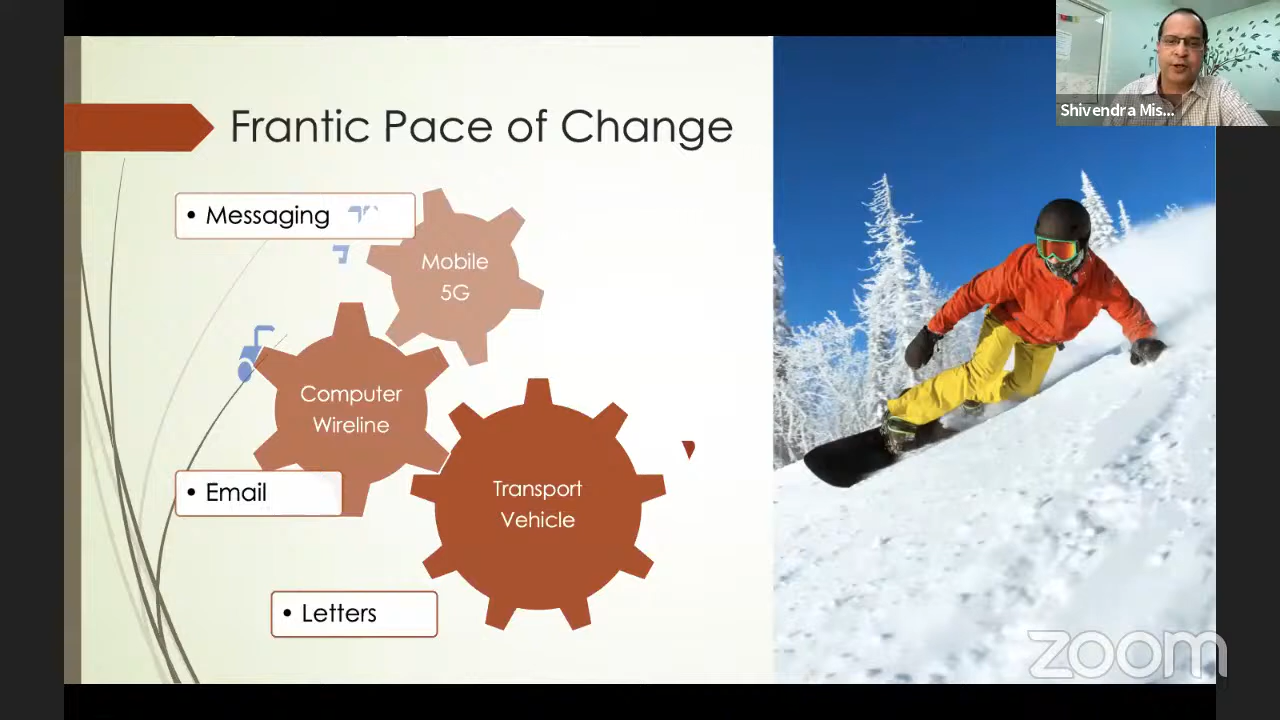 Shivendra Mis...
Frantic Pace of Change
• Messaging
Mobile
5G
Computer
Wireline
• Email
Transport
Vehicle
• Letters
zoom